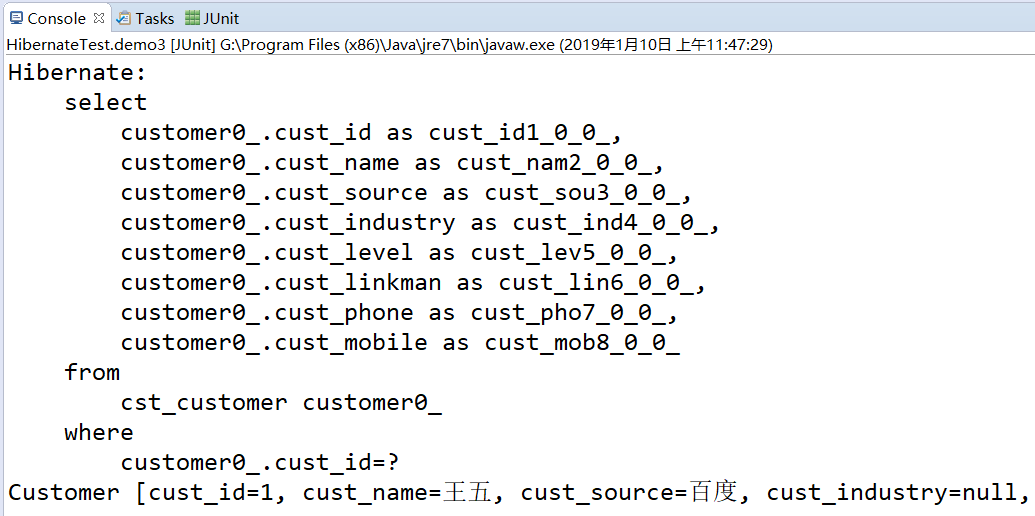 Console Tasks JUnit
HibernateTest.demo3 [JUnit] G:\Program Files (x86)\Java\jre7\bin\javaw.exe (2019年1月10日 上午11:47:29)
Hibernate:
    select
        customer0_.cust_id as cust_id1_0_0_,
        customer0_.cust_name as cust_nam2_0_0_,
        customer0_.cust_source as cust_sou3_0_0_,
        customer0_.cust_industry as cust_ind4_0_0_,
        customer0_.cust_level as cust_lev5_0_0_,
        customer0_.cust_linkman as cust_lin6_0_0_,
        customer0_.cust_phone as cust_pho7_0_0_,
        customer0_.cust_mobile as cust_mob8_0_0_
    from
        cst_customer customer0_
    where
        customer0_.cust_id=?
Customer [cust_id=1, cust_name=王五, cust_source=百度, cust_industry=null,